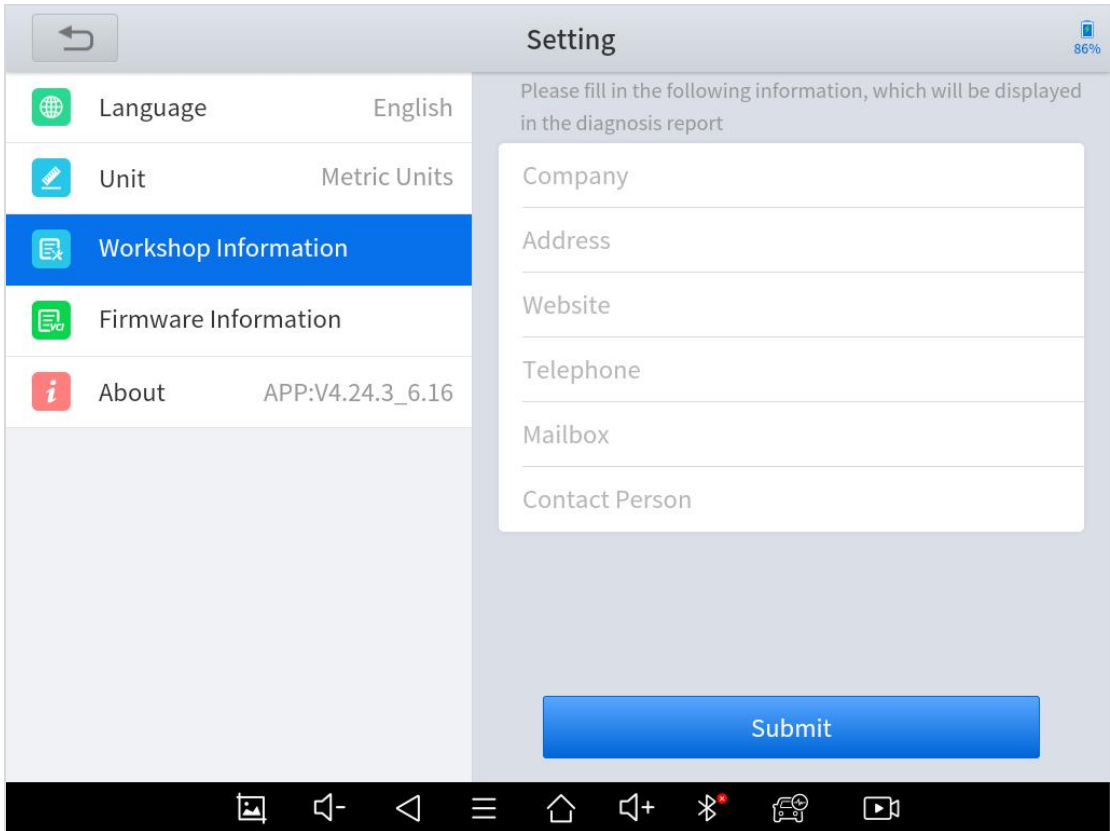 Setting
86%
Language English
Unit Metric Units
Workshop Information
Firmware Information
About APP:V4.24.3_6.16
Please fill in the following information, which will be displayed
in the diagnosis report
Company
Address
Website
Telephone
Mailbox
Contact Person
Submit